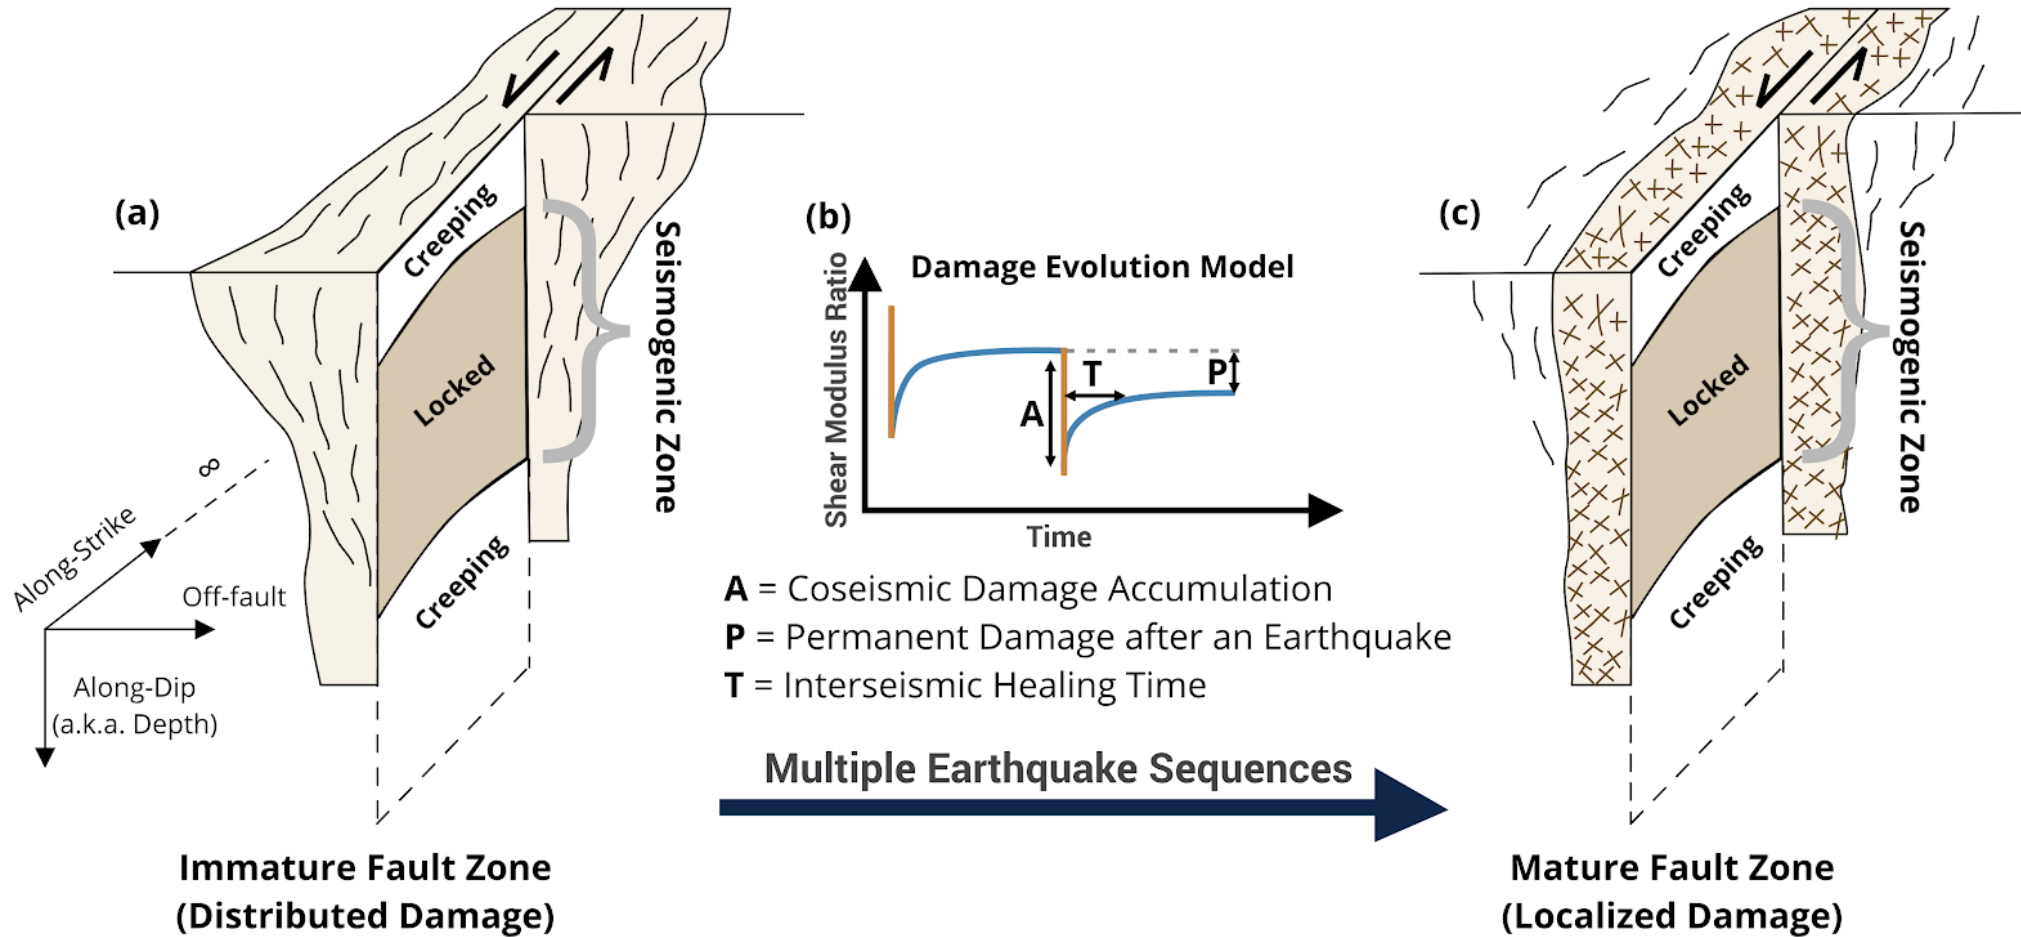 (a)
Creeping
Locked
Creeping
Seismogenic Zone
∞
Along-Strike
Off-fault
Along-Dip
(a.k.a. Depth)
Immature Fault Zone
(Distributed Damage)
(b)
Damage Evolution Model
Shear Modulus Ratio
A
T
P
Time
A = Coseismic Damage Accumulation
P = Permanent Damage after an Earthquake
T = Interseismic Healing Time
Multiple Earthquake Sequences
(c)
Creeping
Locked
Creeping
Seismogenic Zone
Mature Fault Zone
(Localized Damage)